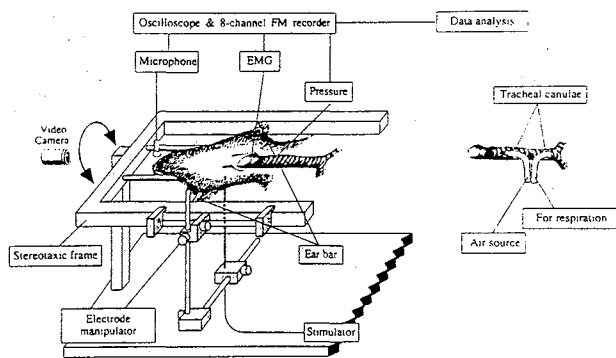 Oscilloscope & 8-channel FM recorder
Data analysis
Microphone
EMG
Pressure
Video
Camera
Tracheal canulae
For respiration
Air source
Stereotaxic frame
Ear bar
Electrode
manipulator
Stimulator